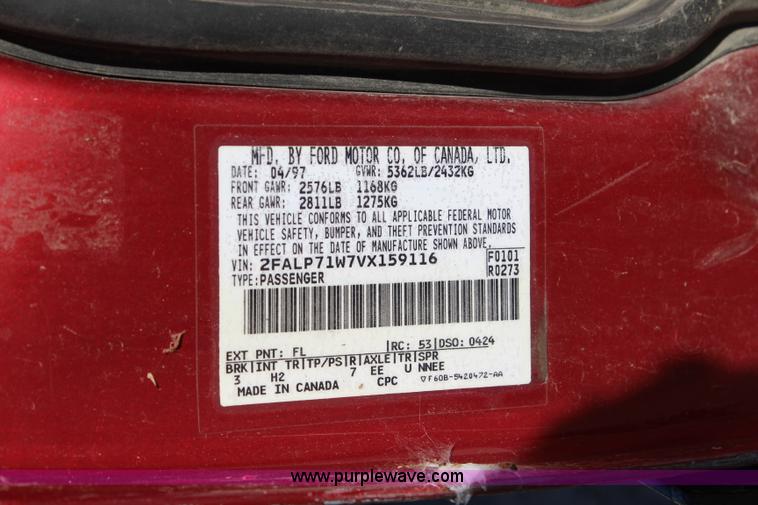 MFD. BY FORD MOTOR CO. OF CANADA, LTD.
DATE: 04/97 GVWR: 5362LB/2432KG
FRONT GAWR: 2576LB 1168KG
REAR GAWR: 2811LB 1275KG
THIS VEHICLE CONFORMS TO ALL APPLICABLE FEDERAL MOTOR
VEHICLE SAFETY, BUMPER, AND THEFT PREVENTION STANDARDS
IN EFFECT ON THE DATE OF MANUFACTURE SHOWN ABOVE.
VIN: 2FALP71W7VX159116 F0101
TYPE: PASSENGER R0273
EXT PNT: FL |RC: 53|DSO: 0424
BRK|INT TR|TP/PS|R|AXLE|TR|SPR
3 H2 7 EE U NNEE
MADE IN CANADA CPC ▽F60B-5420472-AA
www.purplewave.com